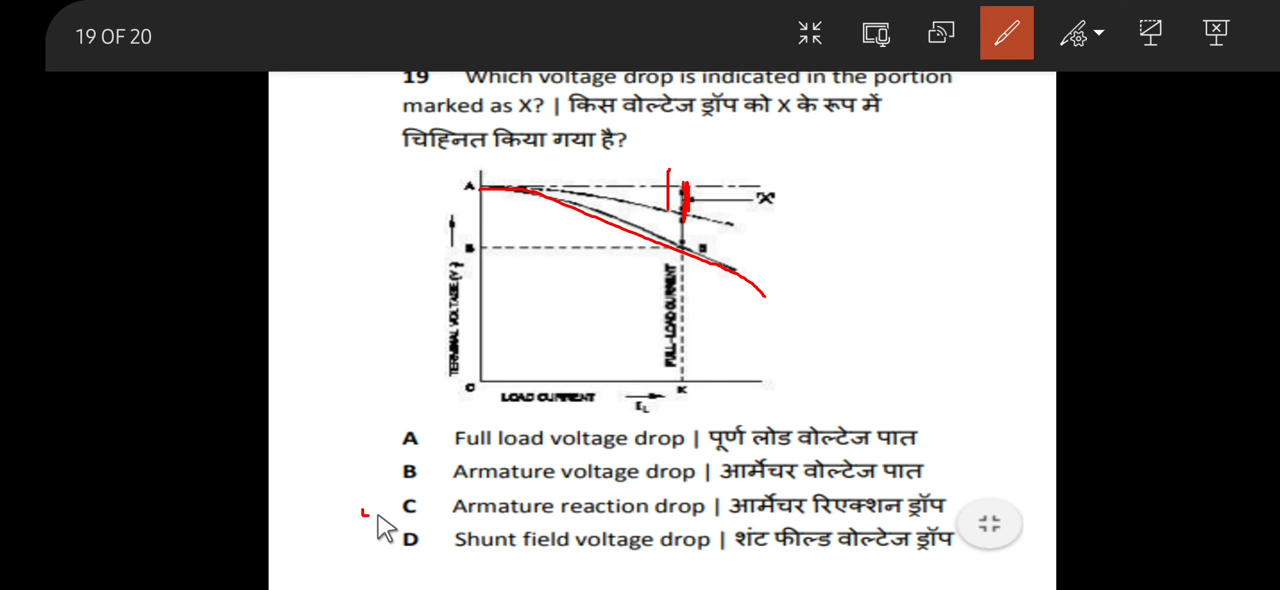 19 OF 20
19 Which voltage drop is indicated in the portion
marked as X? | किस वोल्टेज ड्रॉप को X के रूप में
चिह्नित किया गया है?
A
"X"
B
TERMINAL VOLTAGE (V
FULL-LOAD CURRENT
O
K
LOAD CURRENT
A Full load voltage drop | पूर्ण लोड वोल्टेज पात
B Armature voltage drop | आर्मेचर वोल्टेज पात
C Armature reaction drop | आर्मेचर रिएक्शन ड्रॉप
D Shunt field voltage drop | शंट फील्ड वोल्टेज ड्रॉप